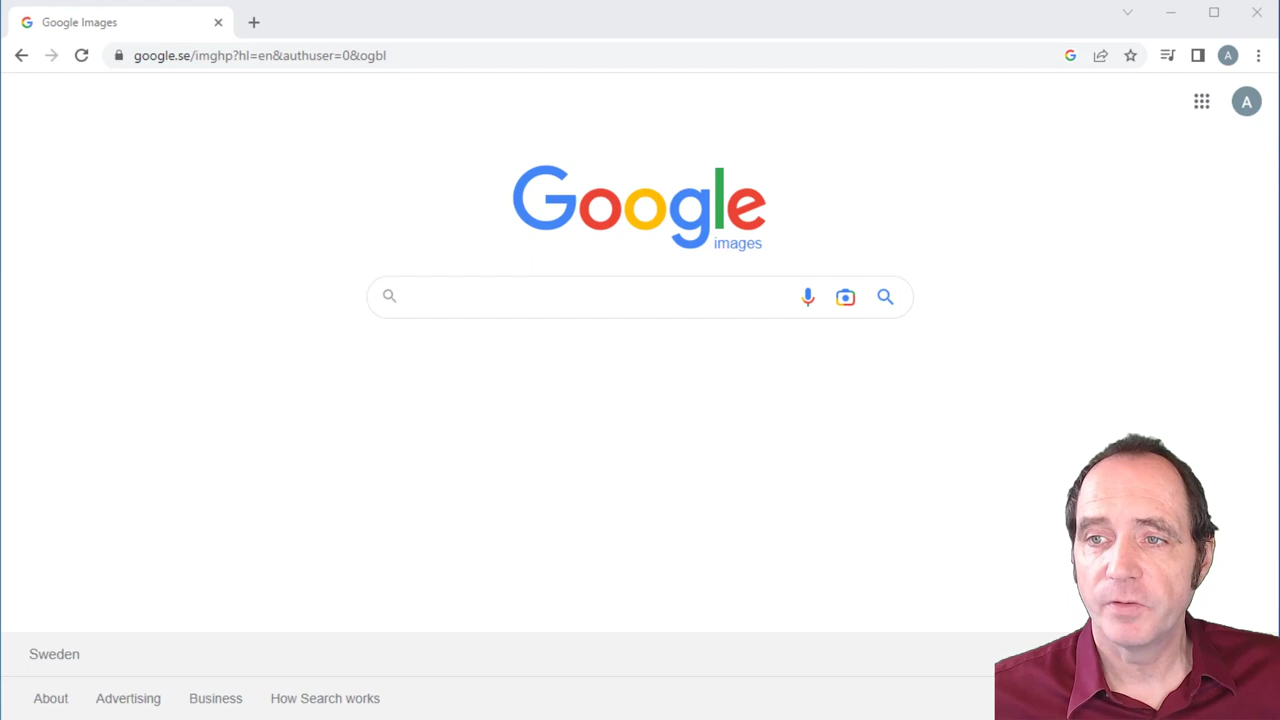 Google Images
google.se/imghp?hl=en&authuser=0&ogbl
A
A
Google
images
Sweden
About Advertising Business How Search works